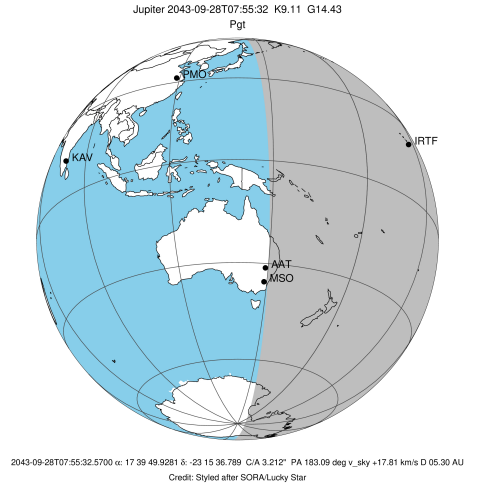 Jupiter 2043-09-28T07:55:32  K9.11  G14.43
Pgt
PMO
IRTF
KAV
AAT
MSO
2043-09-28T07:55:32.5700 α: 17 39 49.9281 δ: -23 15 36.789  C/A 3.212"  PA 183.09 deg v_sky +17.81 km/s D 05.30 AU
Credit: Styled after SORA/Lucky Star